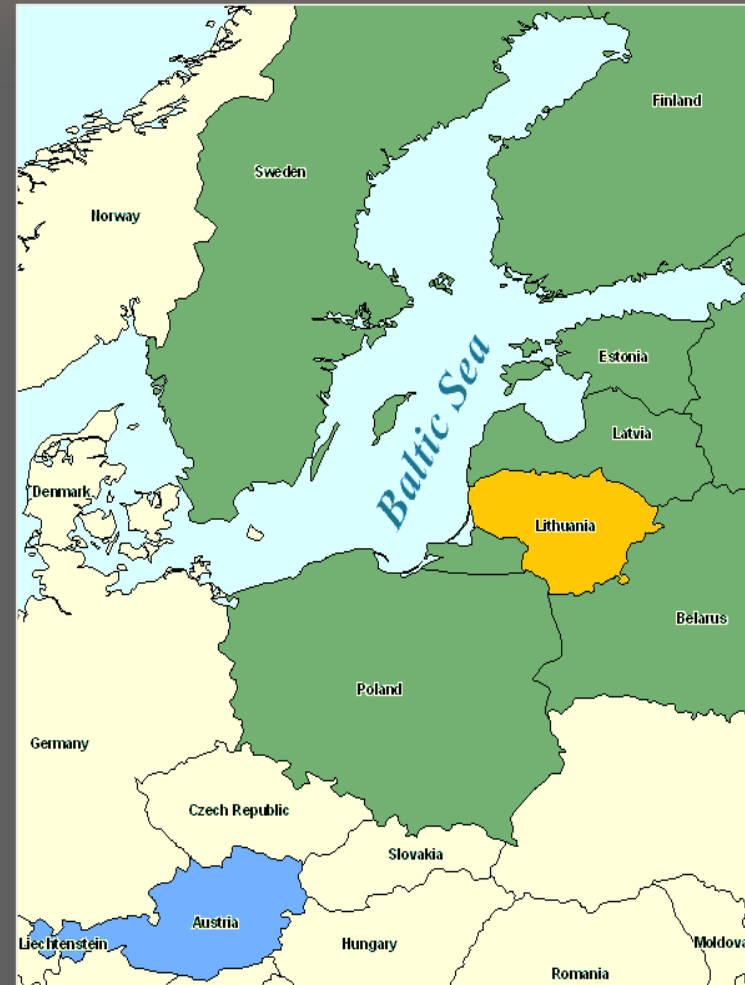 Finland
Sweden
Norway
Estonia
Baltic Sea
Latvia
Denmark
Lithuania
Belarus
Poland
Germany
Czech Republic
Slovakia
Austria
Liechtenstein
Hungary
Moldova
Romania